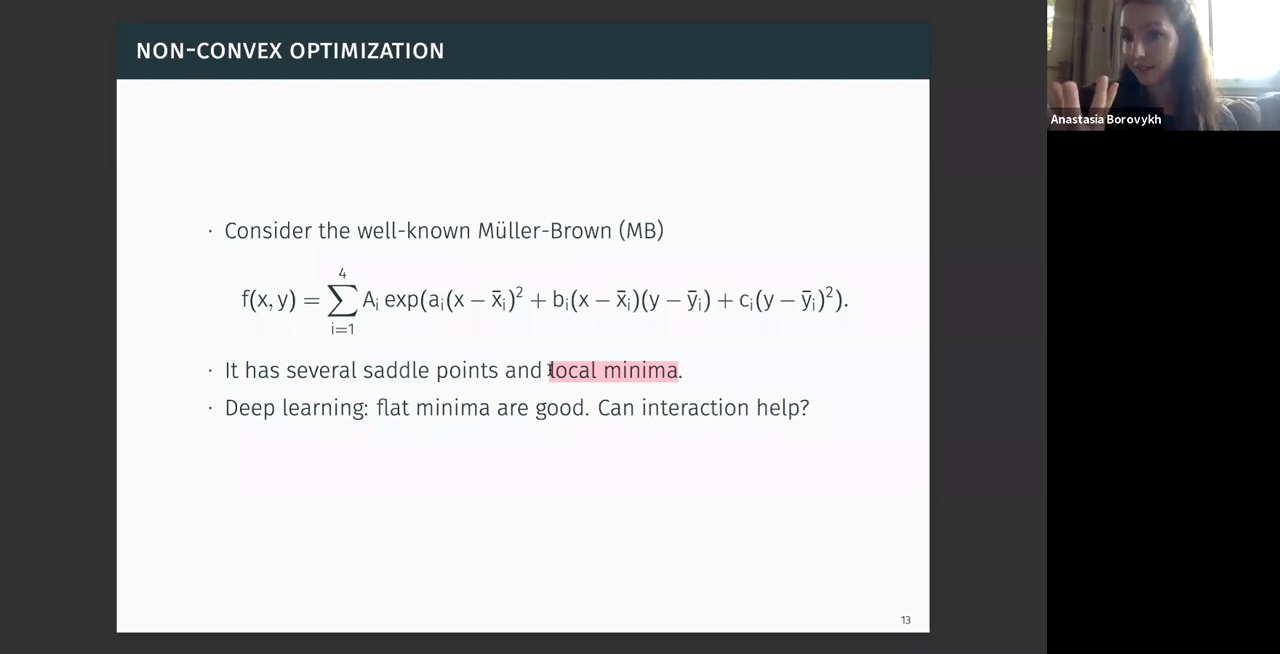 NON-CONVEX OPTIMIZATION
Anastasia Borovykh
· Consider the well-known Müller-Brown (MB)
f(x, y) = ∑_{i=1}^{4} A_i exp(a_i(x − x̄_i)² + b_i(x − x̄_i)(y − ȳ_i) + c_i(y − ȳ_i)²).
· It has several saddle points and local minima.
· Deep learning: flat minima are good. Can interaction help?
13